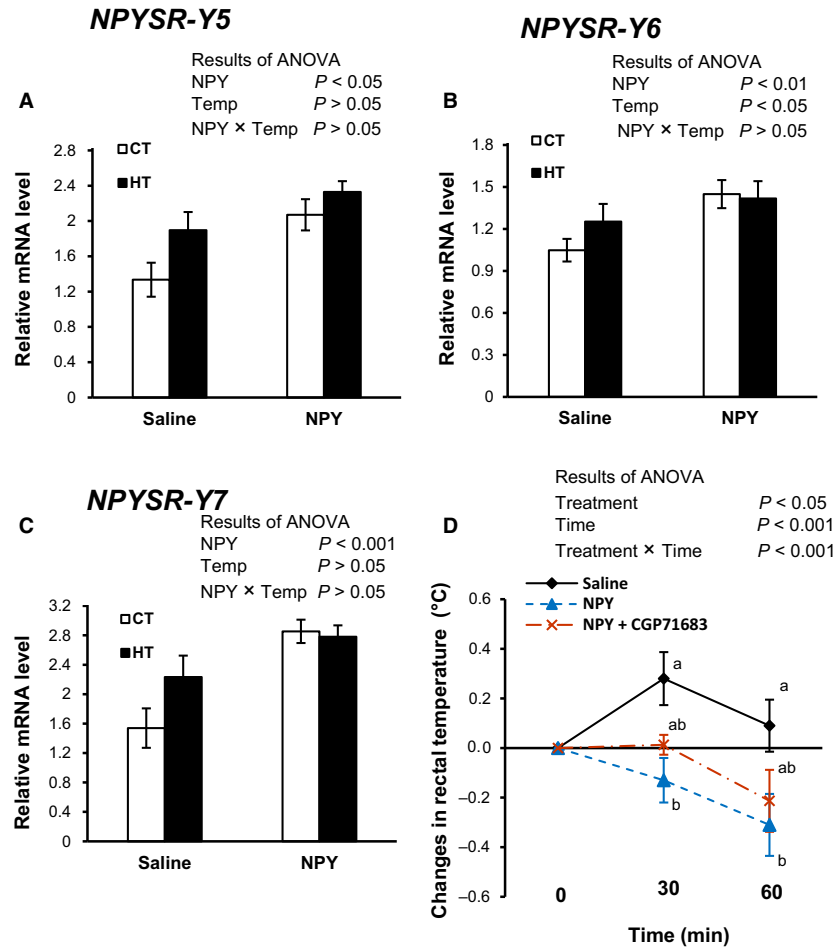 NPYSR-Y5
Results of ANOVA
NPY P < 0.05
Temp P > 0.05
NPY × Temp P > 0.05
A
CT
HT
Relative mRNA level
2.8
2.4
2
1.6
1.2
0.8
0.4
0
Saline NPY
NPYSR-Y6
Results of ANOVA
NPY P < 0.01
Temp P < 0.05
NPY × Temp P > 0.05
B
CT
HT
Relative mRNA level
1.8
1.5
1.2
0.9
0.6
0.3
0
Saline NPY
NPYSR-Y7
Results of ANOVA
NPY P < 0.001
Temp P > 0.05
NPY × Temp P > 0.05
C
CT
HT
Relative mRNA level
3.2
2.8
2.4
2
1.6
1.2
0.8
0.4
0
Saline NPY
Results of ANOVA
Treatment P < 0.05
Time P < 0.001
Treatment × Time P < 0.001
D
Saline
NPY
NPY + CGP71683
Changes in rectal temperature (°C)
0.6
0.4
0.2
0.0
−0.2
−0.4
−0.6
a
a
ab
ab
b
b
0 30 60
Time (min)